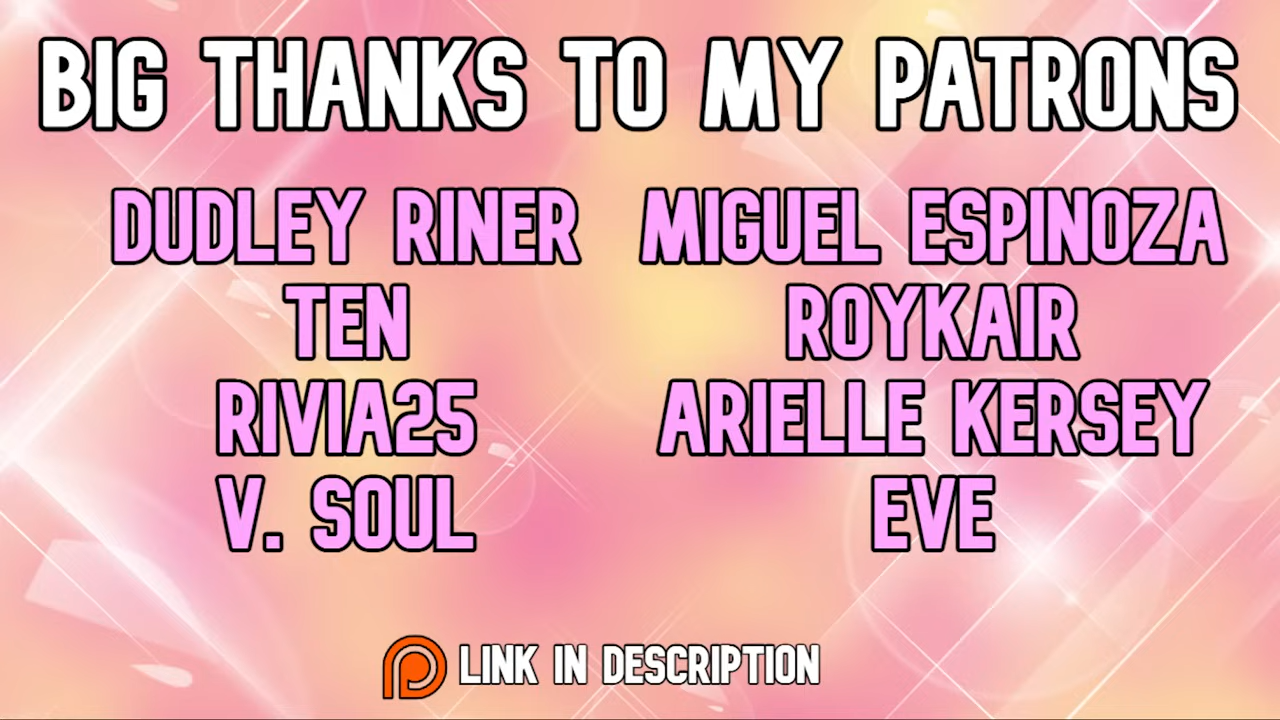 BIG THANKS TO MY PATRONS
DUDLEY RINER
TEN
RIVIA25
V. SOUL
MIGUEL ESPINOZA
ROYKAIR
ARIELLE KERSEY
EVE
LINK IN DESCRIPTION